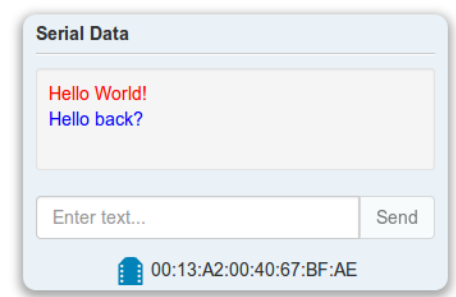 Serial Data
Hello World!
Hello back?
Enter text...
Send
00:13:A2:00:40:67:BF:AE